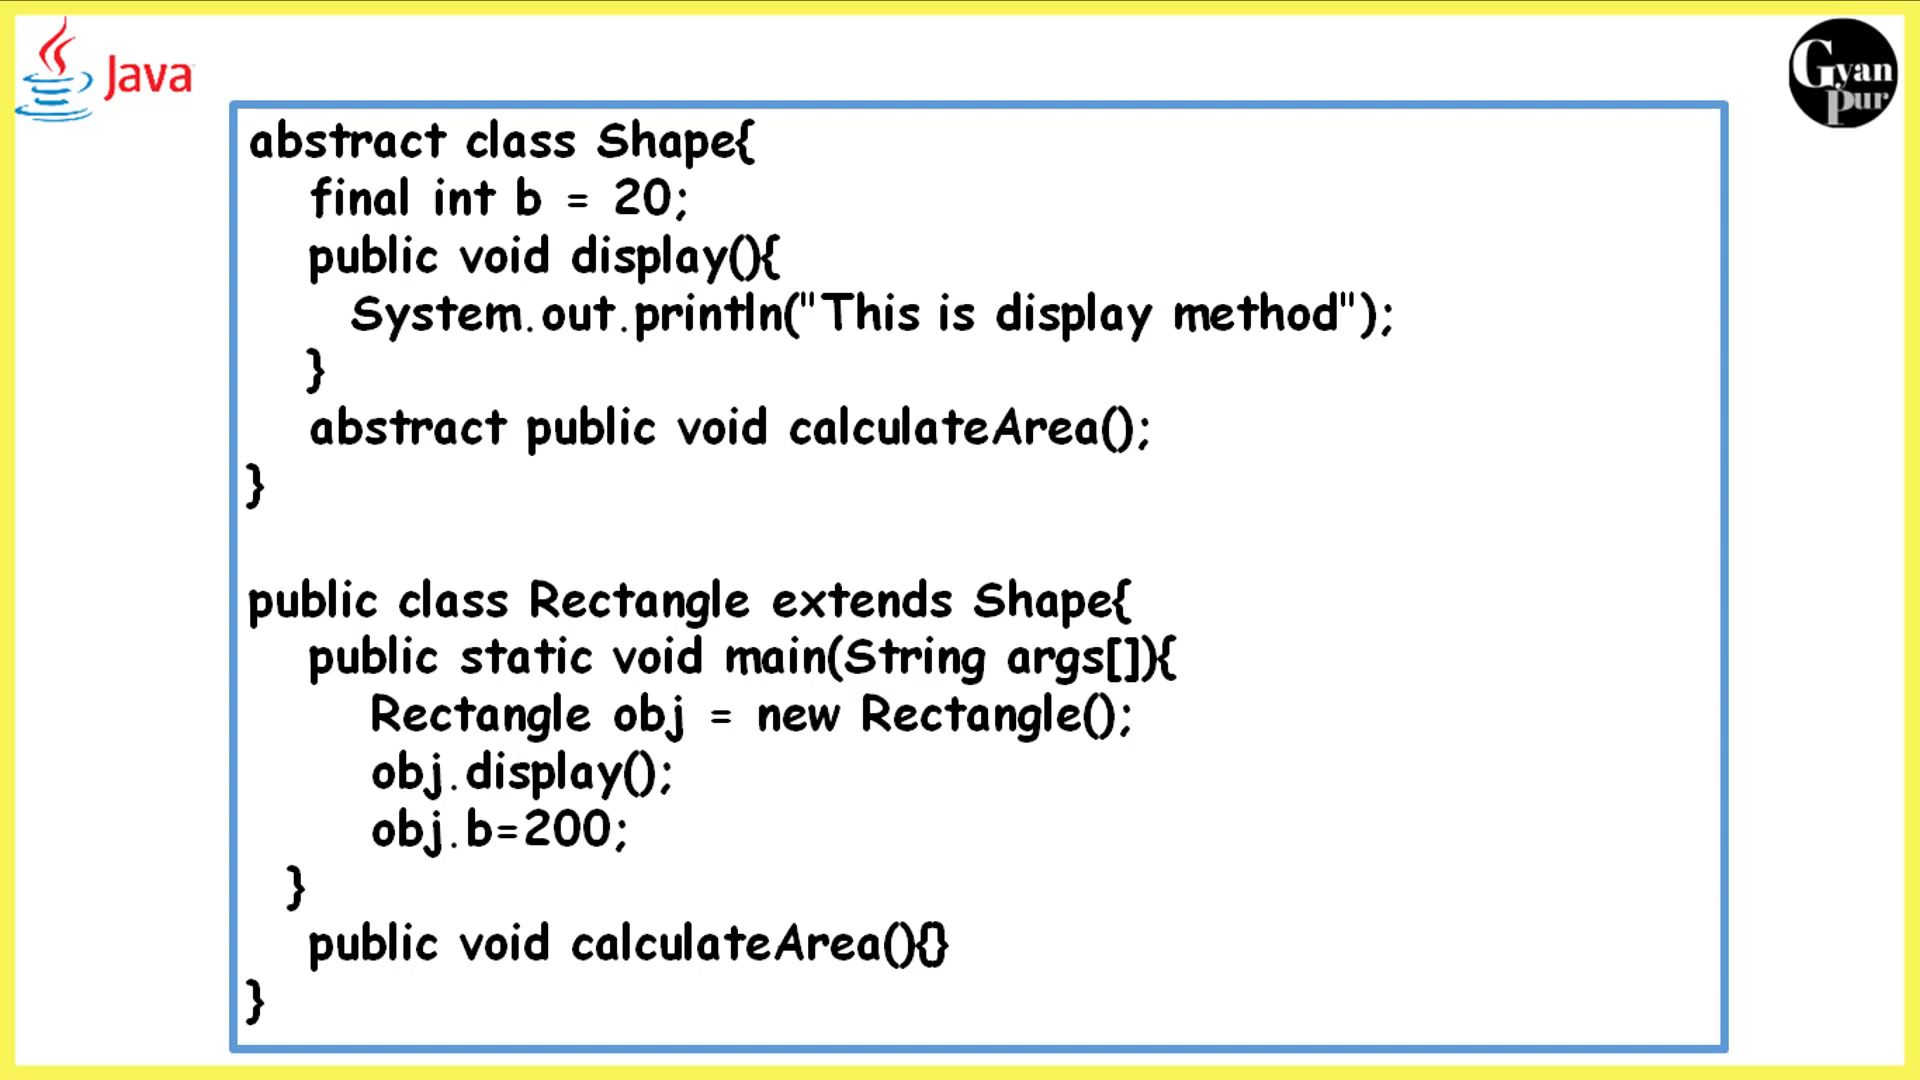 Java
Gyan
Pur
abstract class Shape{
final int b = 20;
public void display(){
System.out.println("This is display method");
}
abstract public void calculateArea();
}
public class Rectangle extends Shape{
public static void main(String args[]){
Rectangle obj = new Rectangle();
obj.display();
obj.b=200;
}
public void calculateArea(){}
}